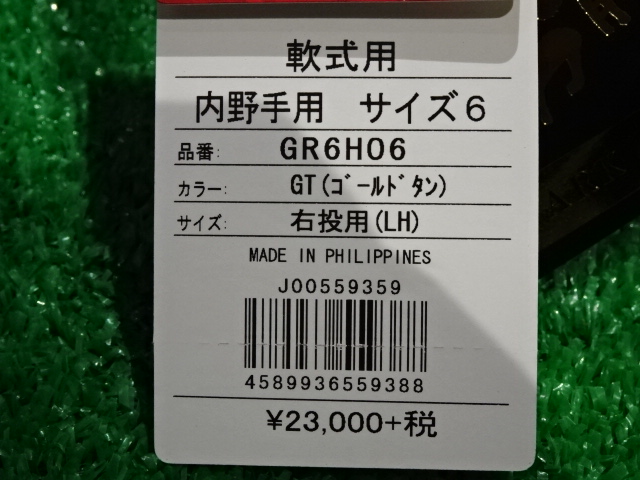 軟式用
内野手用 サイズ6
品番: GR6H06
カラー: GT(ゴールドタン)
サイズ: 右投用(LH)
MADE IN PHILIPPINES
J00559359
4589936559388
¥23,000+税